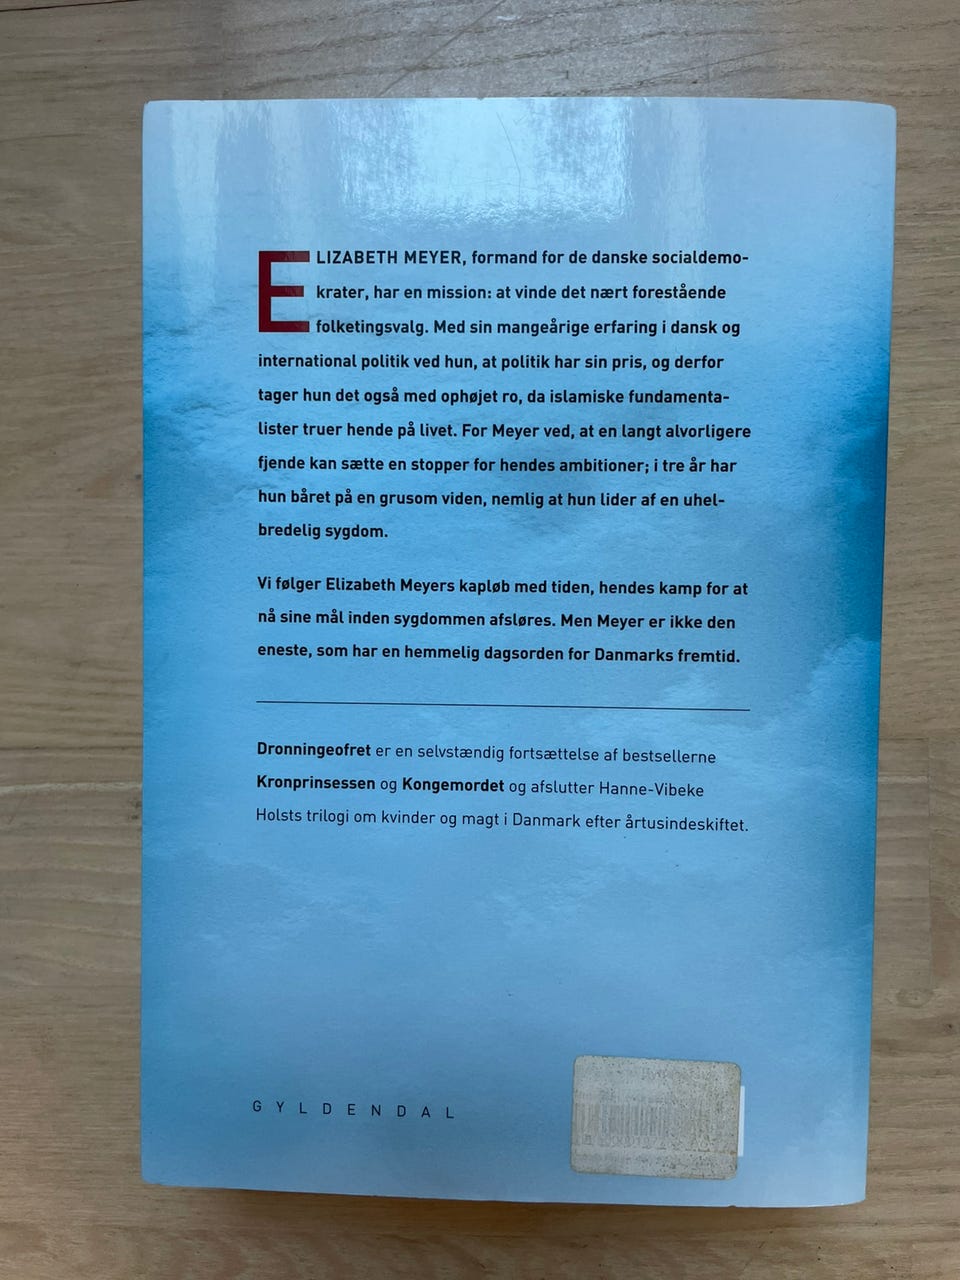 ELIZABETH MEYER, formand for de danske socialdemo-
krater, har en mission: at vinde det nært forestående
folketingsvalg. Med sin mangeårige erfaring i dansk og
international politik ved hun, at politik har sin pris, og derfor
tager hun det også med ophøjet ro, da islamiske fundamenta-
lister truer hende på livet. For Meyer ved, at en langt alvorligere
fjende kan sætte en stopper for hendes ambitioner; i tre år har
hun båret på en grusom viden, nemlig at hun lider af en uhel-
bredelig sygdom.
Vi følger Elizabeth Meyers kapløb med tiden, hendes kamp for at
nå sine mål inden sygdommen afsløres. Men Meyer er ikke den
eneste, som har en hemmelig dagsorden for Danmarks fremtid.
Dronningeofret er en selvstændig fortsættelse af bestsellerne
Kronprinsessen og Kongemordet og afslutter Hanne-Vibeke
Holsts trilogi om kvinder og magt i Danmark efter årtusindeskiftet.
GYLDENDAL